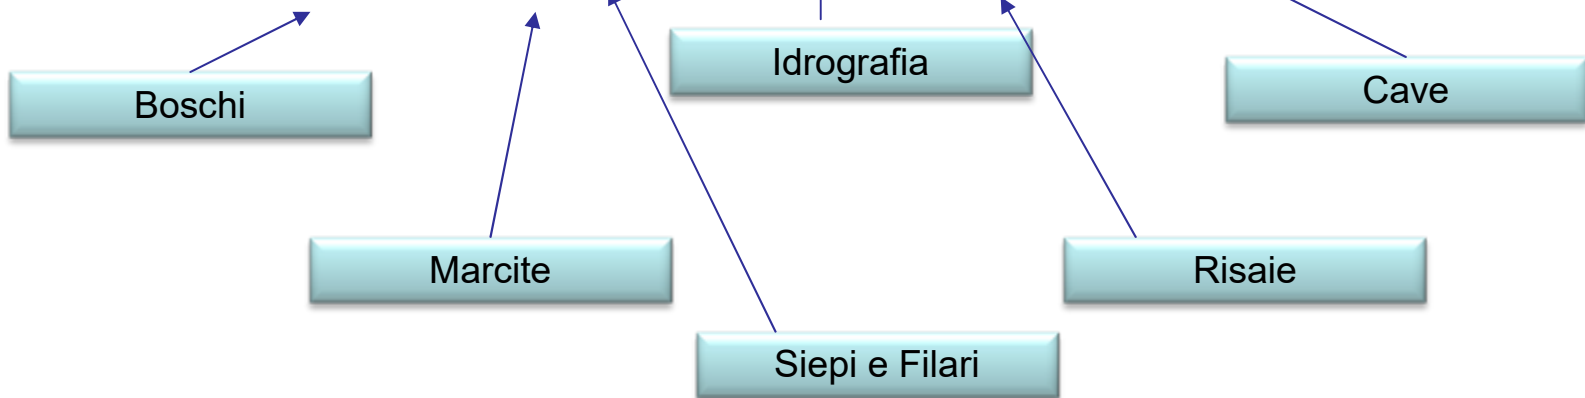 Idrografia
Cave
Boschi
Marcite
Risaie
Siepi e Filari